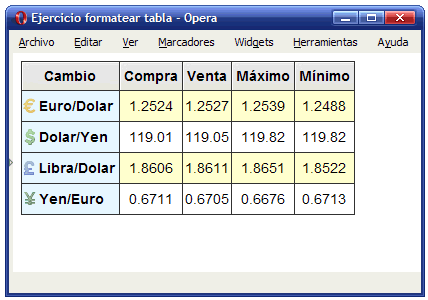 Ejercicio formatear tabla - Opera
Archivo Editar Ver Marcadores Widgets Herramientas Ayuda
Cambio Compra Venta Máximo Mínimo
€ Euro/Dolar 1.2524 1.2527 1.2539 1.2488
$ Dolar/Yen 119.01 119.05 119.82 119.82
£ Libra/Dolar 1.8606 1.8611 1.8651 1.8522
¥ Yen/Euro 0.6711 0.6705 0.6676 0.6713